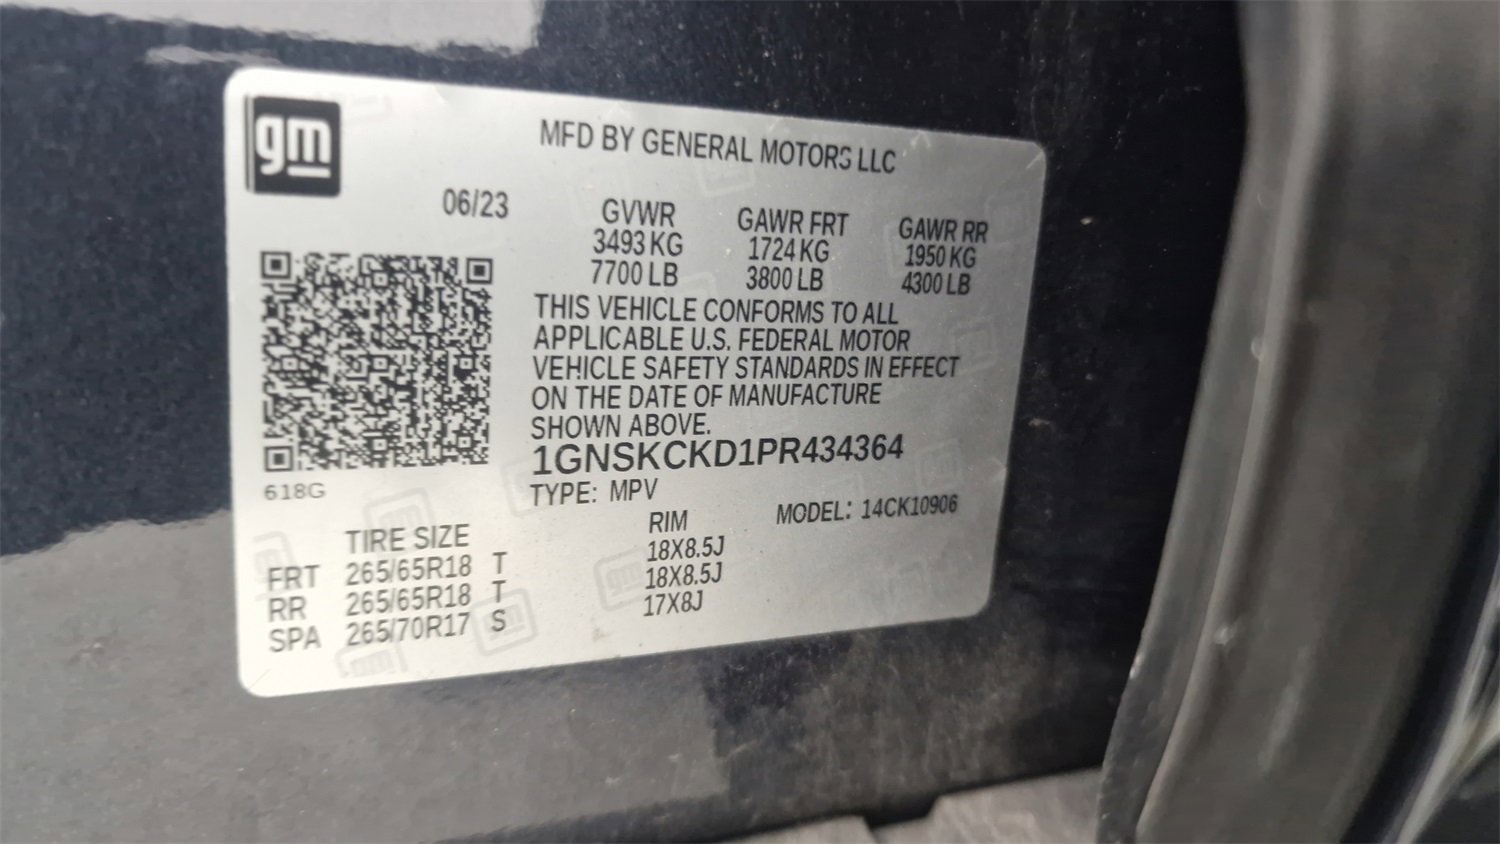 gm
MFD BY GENERAL MOTORS LLC
06/23
GVWR GAWR FRT GAWR RR
3493 KG 1724 KG 1950 KG
7700 LB 3800 LB 4300 LB
THIS VEHICLE CONFORMS TO ALL
APPLICABLE U.S. FEDERAL MOTOR
VEHICLE SAFETY STANDARDS IN EFFECT
ON THE DATE OF MANUFACTURE
SHOWN ABOVE.
1GNSKCKD1PR434364
618G
TYPE: MPV MODEL: 14CK10906
TIRE SIZE RIM
FRT 265/65R18 T 18X8.5J
RR 265/65R18 T 18X8.5J
SPA 265/70R17 S 17X8J